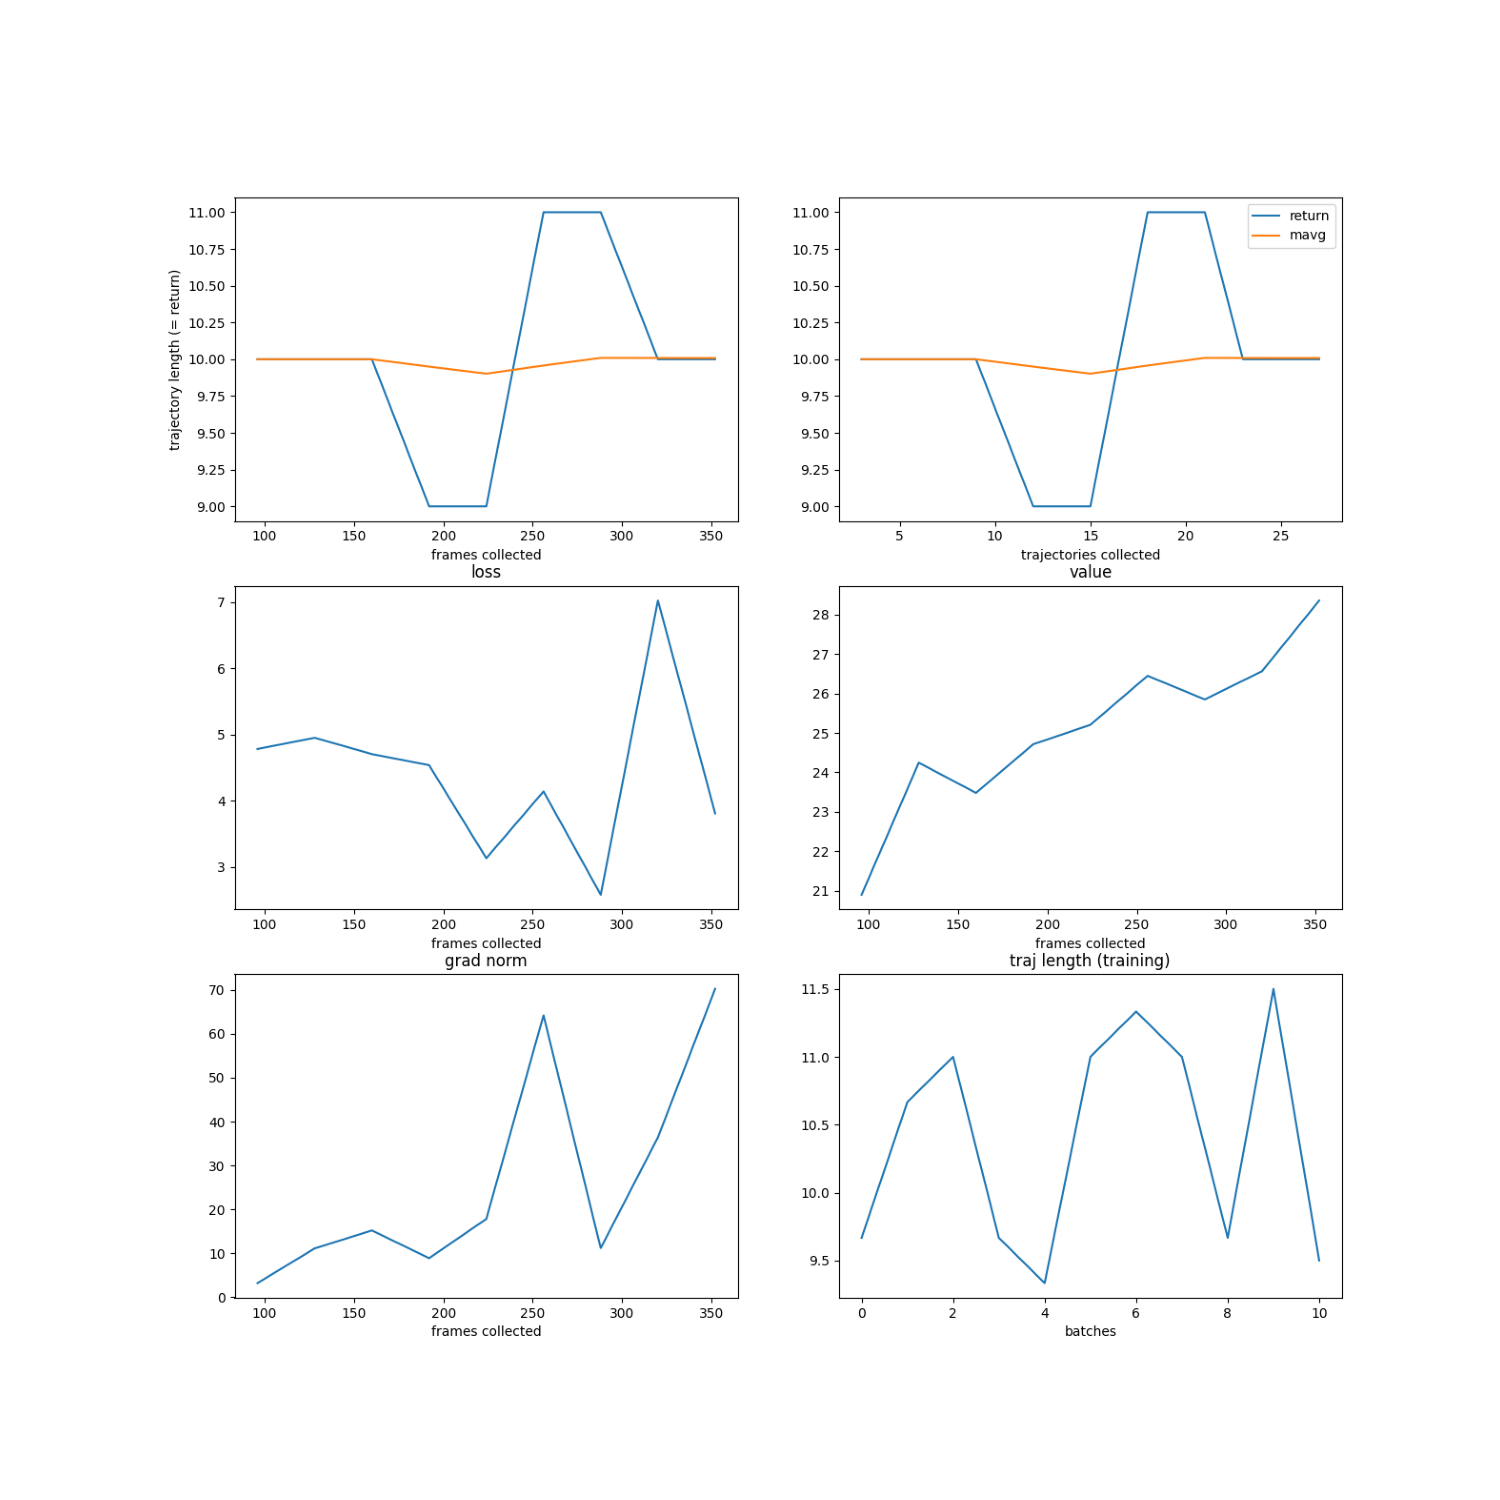 11.00
10.75
10.50
10.25
10.00
9.75
9.50
9.25
9.00
trajectory length (= return)
100 150 200 250 300 350
frames collected
11.00
10.75
10.50
10.25
10.00
9.75
9.50
9.25
9.00
return
mavg
5 10 15 20 25
trajectories collected
loss
7
6
5
4
3
100 150 200 250 300 350
frames collected
value
28
27
26
25
24
23
22
21
100 150 200 250 300 350
frames collected
grad norm
70
60
50
40
30
20
10
0
100 150 200 250 300 350
frames collected
traj length (training)
11.5
11.0
10.5
10.0
9.5
0 2 4 6 8 10
batches